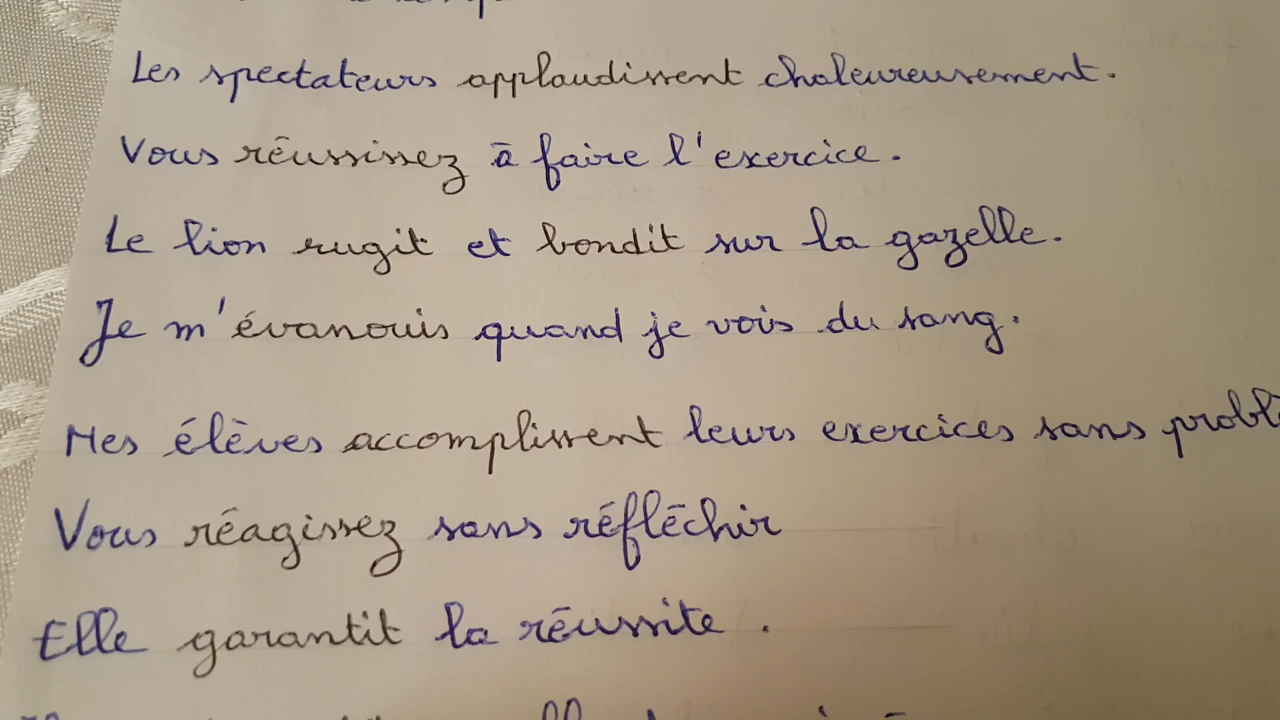 Les spectateurs applaudissent chaleureusement.
Vous réussissez à faire l'exercice.
Le lion rugit et bondit sur la gazelle.
Je m'évanouis quand je vois du sang.
Mes élèves accomplissent leurs exercices sans probl
Vous réagissez sans réfléchir
Elle garantit la réussite.